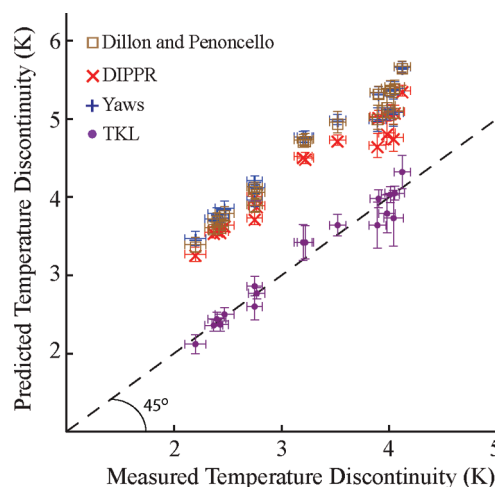 Predicted Temperature Discontinuity (K)
6
5
4
3
2
Dillon and Penoncello
DIPPR
Yaws
TKL
45°
2
3
4
5
Measured Temperature Discontinuity (K)